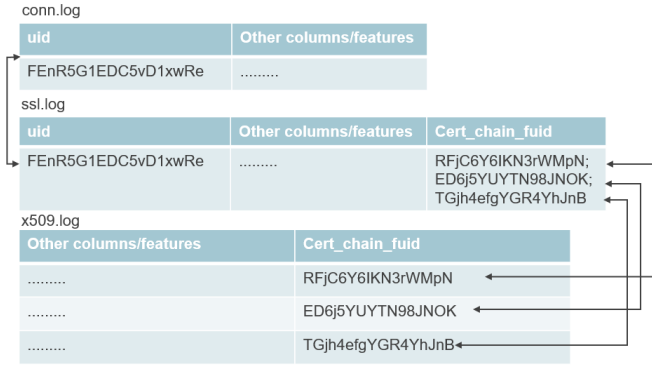 conn.log
uid Other columns/features
FEnR5G1EDC5vD1xwRe .........
ssl.log
uid Other columns/features Cert_chain_fuid
FEnR5G1EDC5vD1xwRe ......... RFjC6Y6IKN3rWMpN;
ED6j5YUYTN98JNOK;
TGjh4efgYGR4YhJnB
x509.log
Other columns/features Cert_chain_fuid
......... RFjC6Y6IKN3rWMpN
......... ED6j5YUYTN98JNOK
......... TGjh4efgYGR4YhJnB